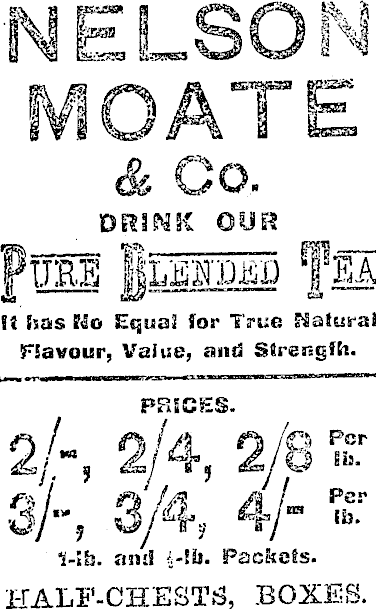 NELSON
MOATE
& Co.
DRINK OUR
PURE BLENDED TEA
It has No Equal for True Natural
Flavour, Value, and Strength.
PRICES.
2/-, 2/4, 2/8 Per lb.
3/-, 3/4, 4/- Per lb.
1-lb. and -lb. Packets.
HALF-CHESTS, BOXES.